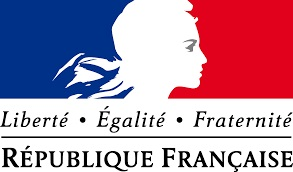 Liberté • Égalité • Fraternité
RÉPUBLIQUE FRANÇAISE